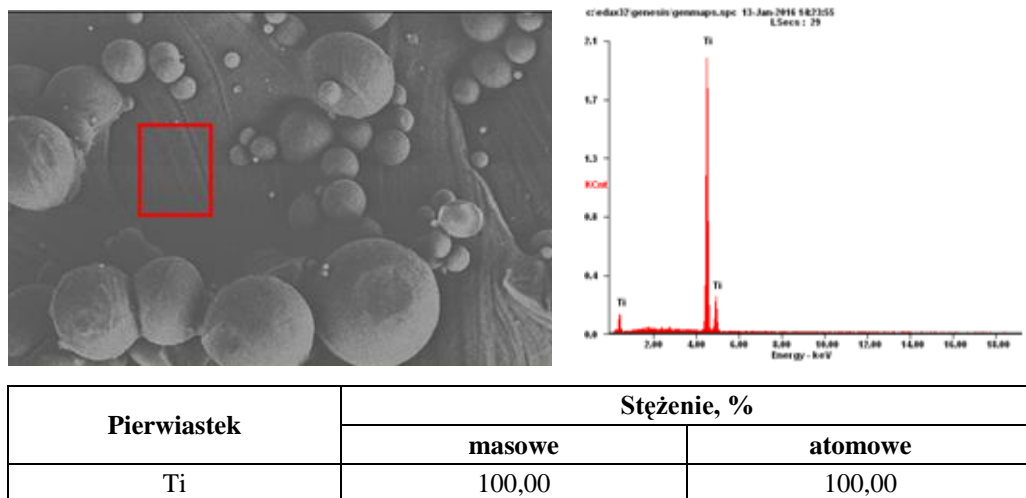 c:\edax32\genesis\genmaps.spc 13-Jan-2016 14:23:55
LSecs : 29
2.1
1.7
1.3
KCnt
0.8
0.4
0.0
Ti
Ti
Ti
2.00 4.00 6.00 8.00 10.00 12.00 14.00 16.00 18.00
Energy - keV
Pierwiastek
Stężenie, %
masowe atomowe
Ti 100,00 100,00